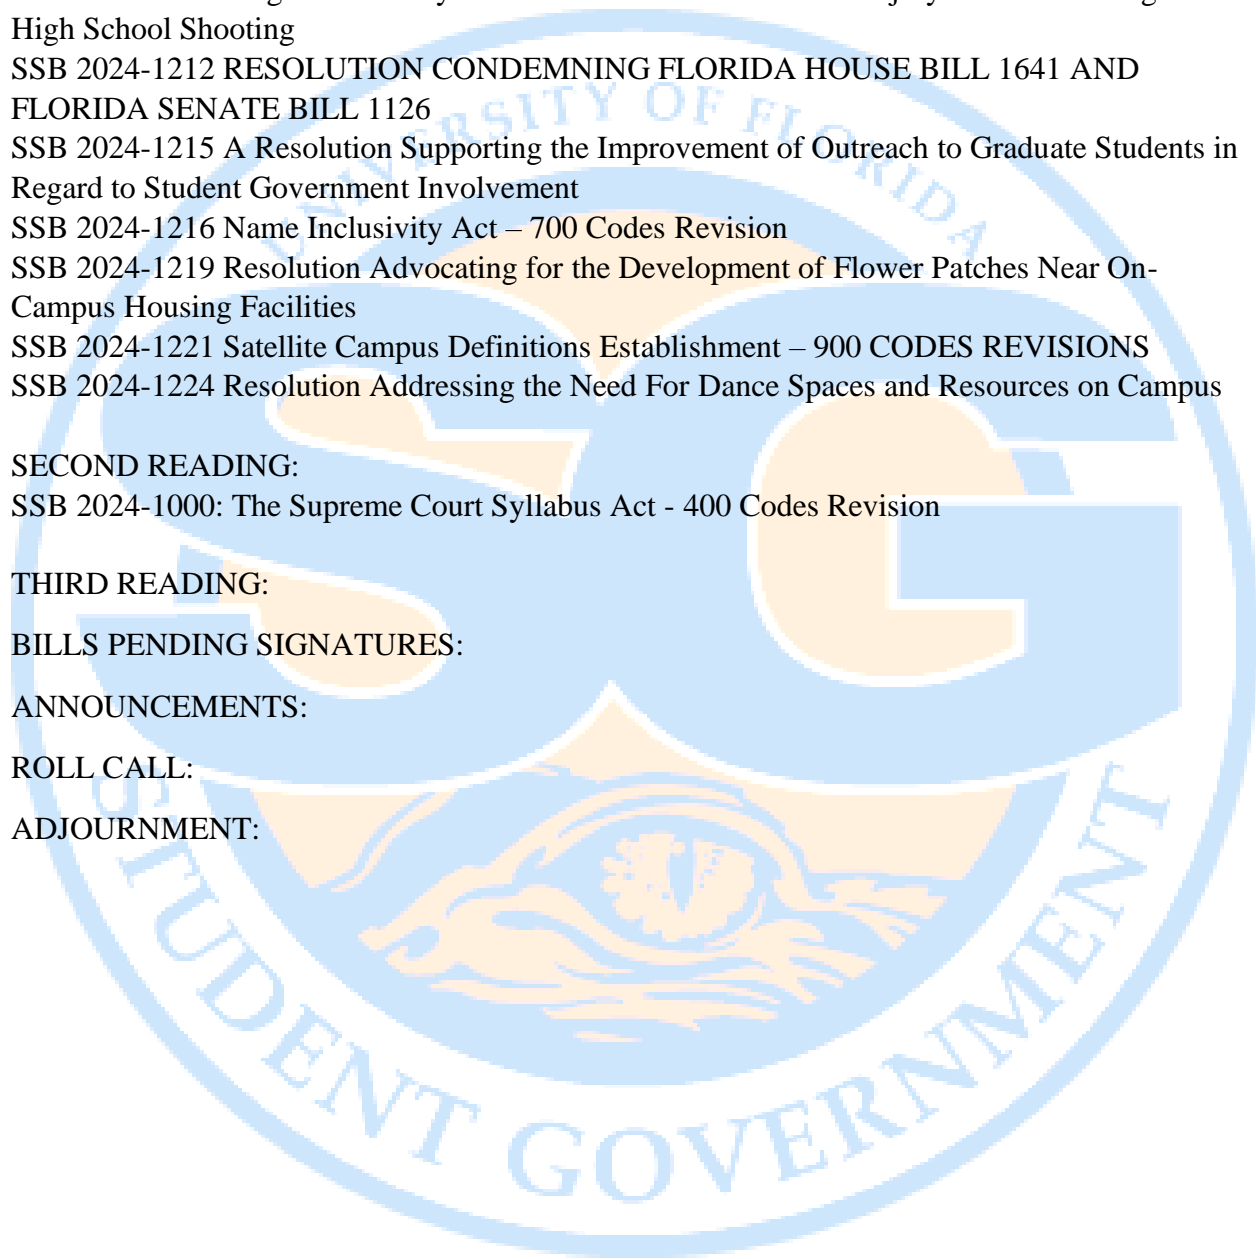 High School Shooting
SSB 2024-1212 RESOLUTION CONDEMNING FLORIDA HOUSE BILL 1641 AND
FLORIDA SENATE BILL 1126
SSB 2024-1215 A Resolution Supporting the Improvement of Outreach to Graduate Students in
Regard to Student Government Involvement
SSB 2024-1216 Name Inclusivity Act – 700 Codes Revision
SSB 2024-1219 Resolution Advocating for the Development of Flower Patches Near On-
Campus Housing Facilities
SSB 2024-1221 Satellite Campus Definitions Establishment – 900 CODES REVISIONS
SSB 2024-1224 Resolution Addressing the Need For Dance Spaces and Resources on Campus
SECOND READING:
SSB 2024-1000: The Supreme Court Syllabus Act - 400 Codes Revision
THIRD READING:
BILLS PENDING SIGNATURES:
ANNOUNCEMENTS:
ROLL CALL:
ADJOURNMENT:
UNIVERSITY OF FLORIDA
SG
STUDENT GOVERNMENT